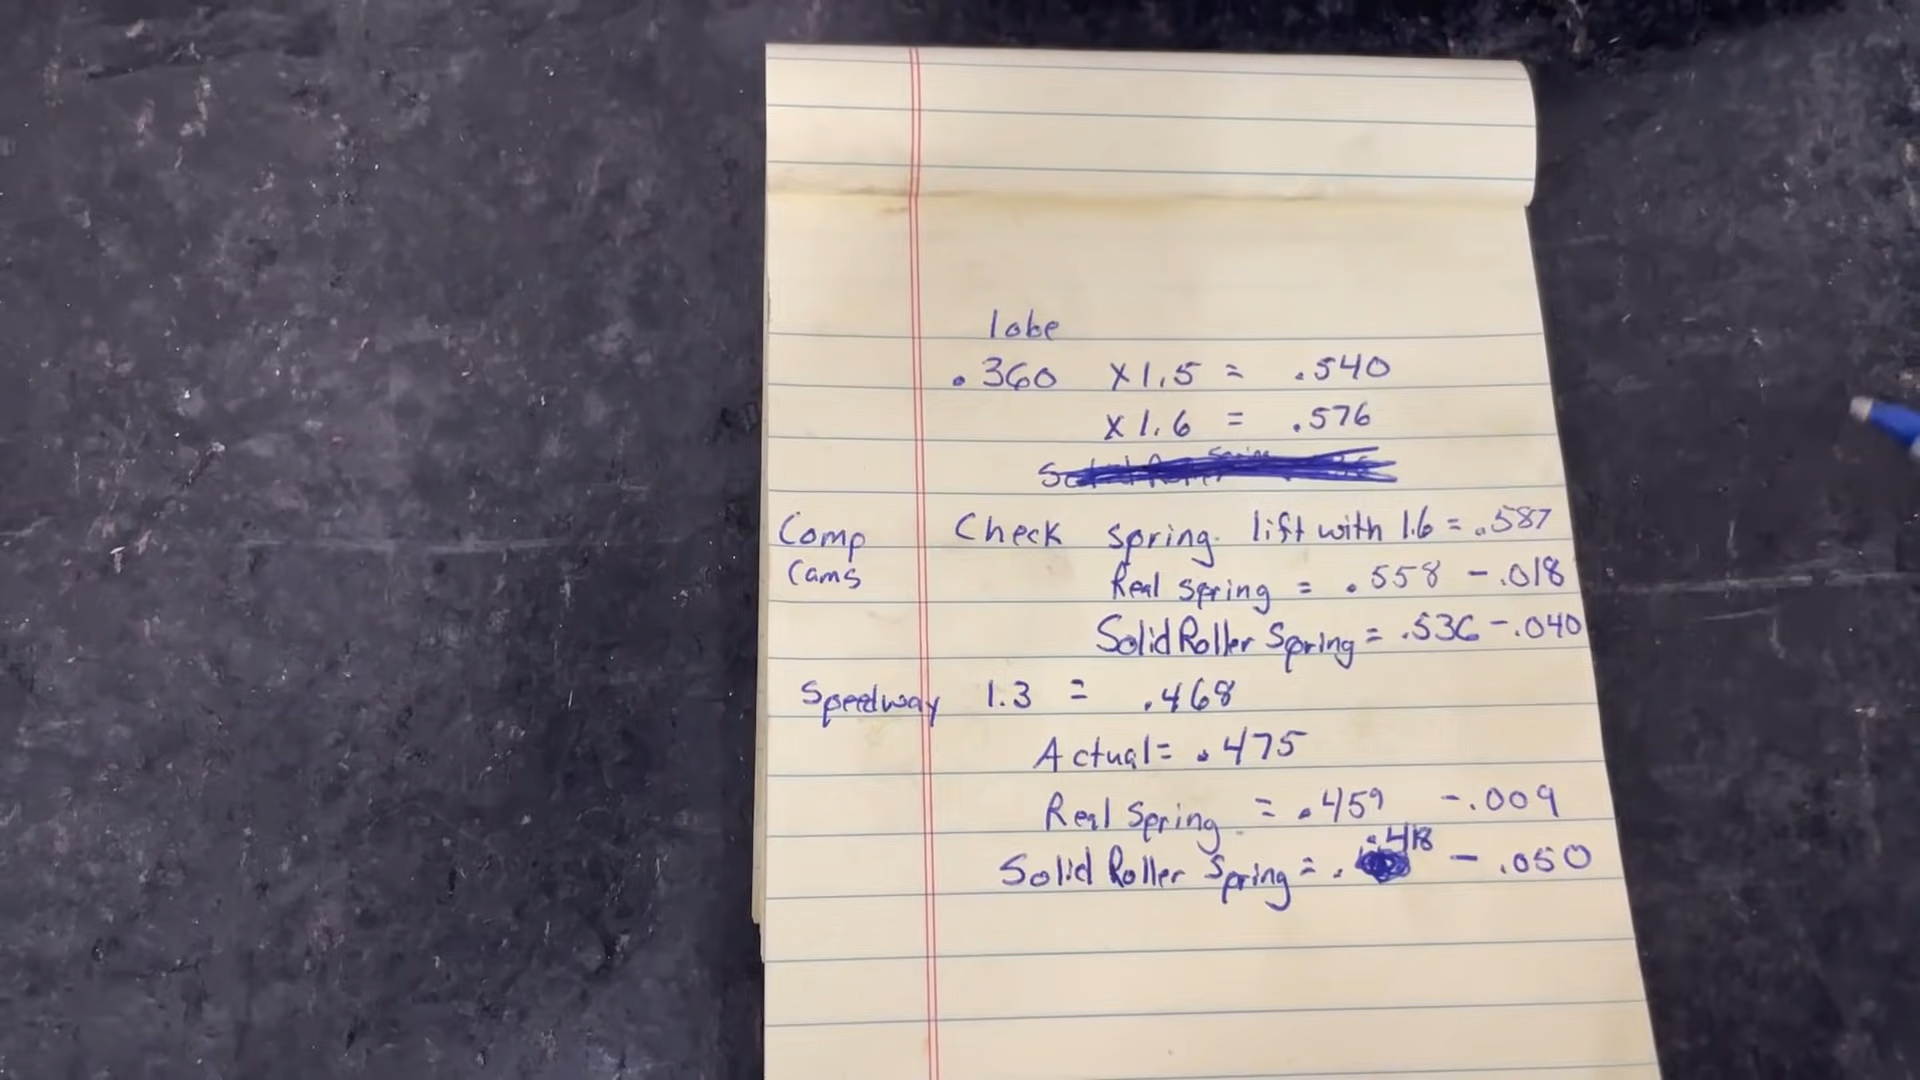 lobe
.360 x1.5 = .540
x1.6 = .576
Comp Cams Check spring. lift with 1.6 = .587
Real spring = .558 -.018
Solid Roller Spring = .536 -.040
Speedway 1.3 = .468
Actual = .475
Real Spring = .459 -.009
Solid Roller Spring = .418 - .050